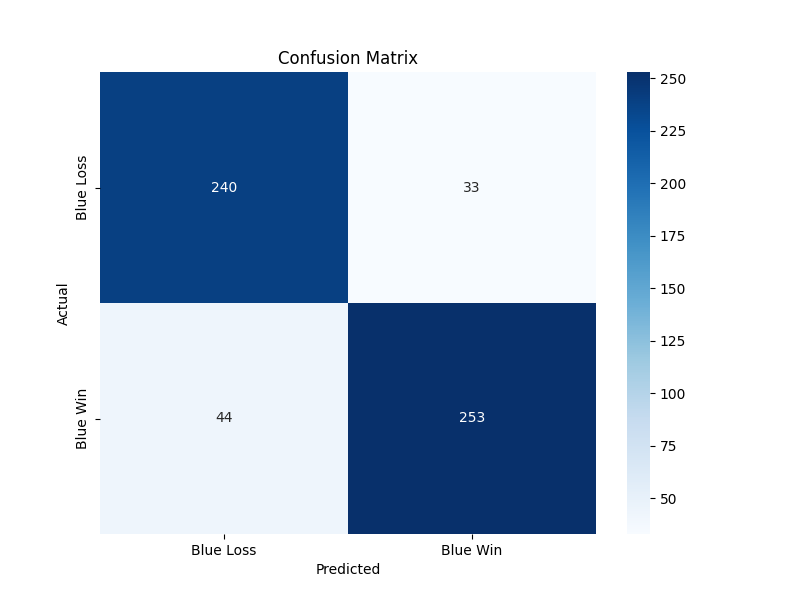 Confusion Matrix
Blue Loss
Blue Win
Actual
240
33
44
253
Blue Loss
Blue Win
Predicted
250
225
200
175
150
125
100
75
50